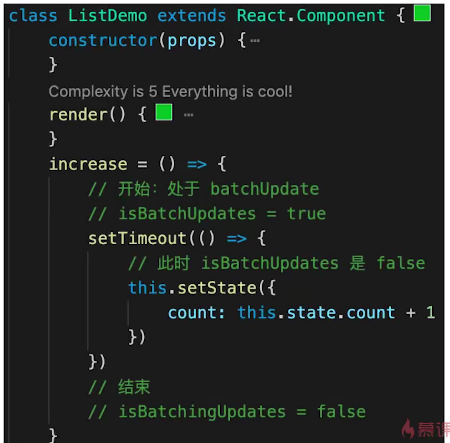 class ListDemo extends React.Component {
constructor(props) {…
}
Complexity is 5 Everything is cool!
render() { …
}
increase = () => {
// 开始：处于 batchUpdate
// isBatchUpdates = true
setTimeout(() => {
// 此时 isBatchUpdates 是 false
this.setState({
count: this.state.count + 1
})
})
// 结束
// isBatchingUpdates = false
}
慕课